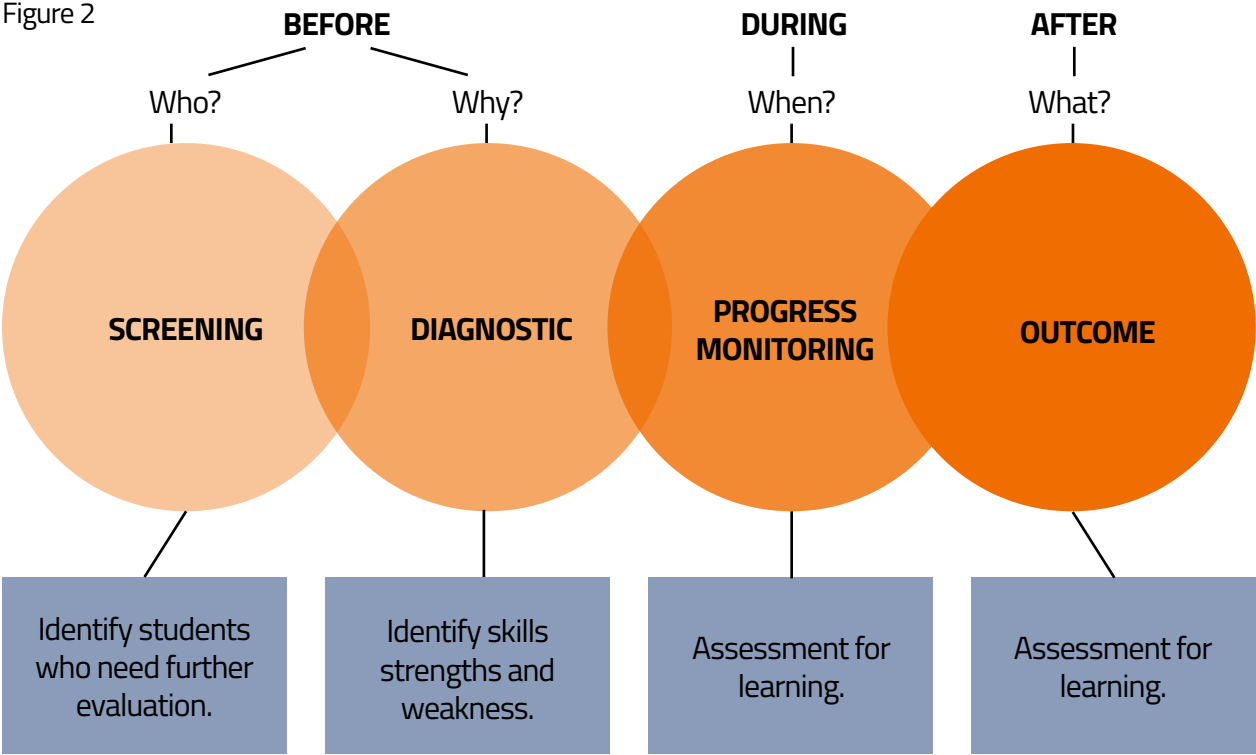 Figure 2
BEFORE
DURING
AFTER
Who?
Why?
When?
What?
SCREENING
DIAGNOSTIC
PROGRESS
MONITORING
OUTCOME
Identify students
who need further
evaluation.
Identify skills
strengths and
weakness.
Assessment for
learning.
Assessment for
learning.